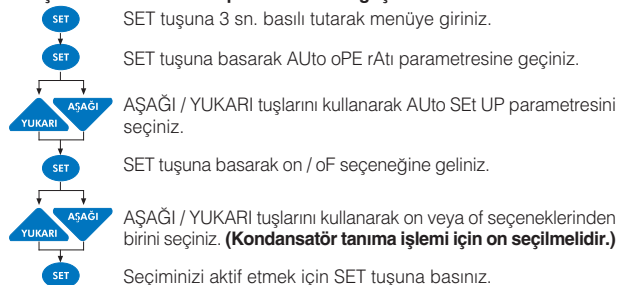 SET
SET tuşuna 3 sn. basılı tutarak menüye giriniz.
SET
SET tuşuna basarak AUto oPE rAtı parametresine geçiniz.
YUKARI
AŞAĞI
AŞAĞI / YUKARI tuşlarını kullanarak AUto SEt UP parametresini
seçiniz.
SET
SET tuşuna basarak on / oF seçeneğine geliniz.
YUKARI
AŞAĞI
AŞAĞI / YUKARI tuşlarını kullanarak on veya of seçeneklerinden
birini seçiniz. (Kondansatör tanıma işlemi için on seçilmelidir.)
SET
Seçiminizi aktif etmek için SET tuşuna basınız.